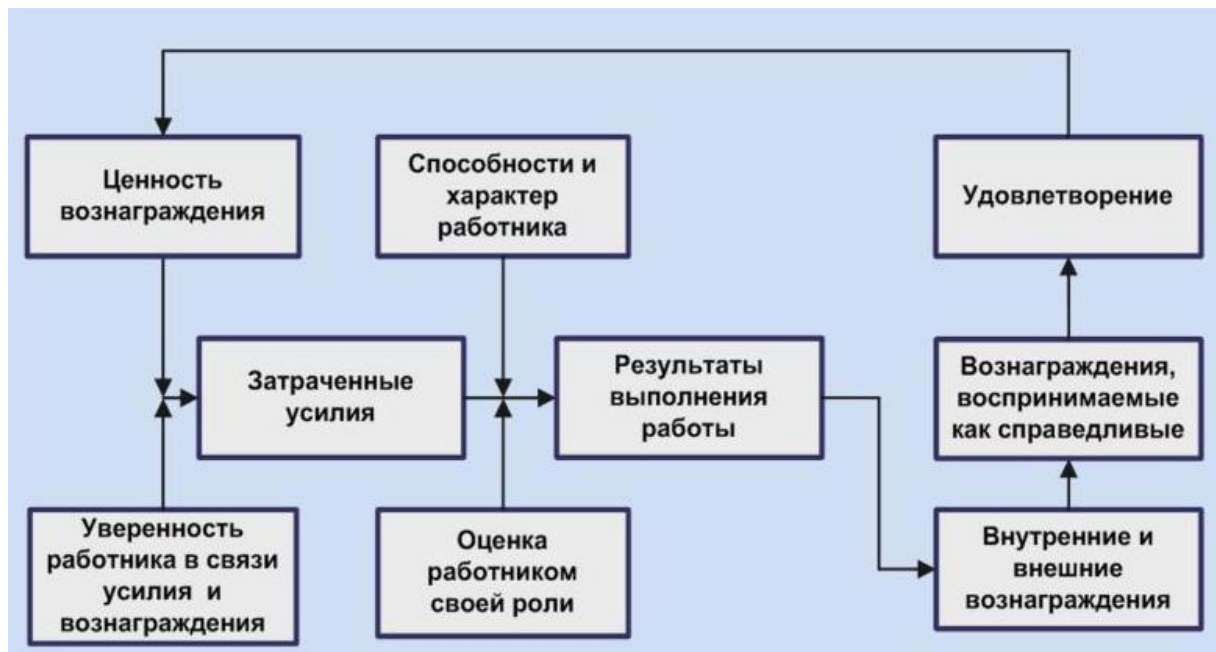 Ценность
вознаграждения
Способности и
характер
работника
Удовлетворение
Затраченные
усилия
Результаты
выполнения
работы
Вознаграждения,
воспринимаемые
как справедливые
Уверенность
работника в связи
усилия и
вознаграждения
Оценка
работником
своей роли
Внутренние и
внешние
вознаграждения